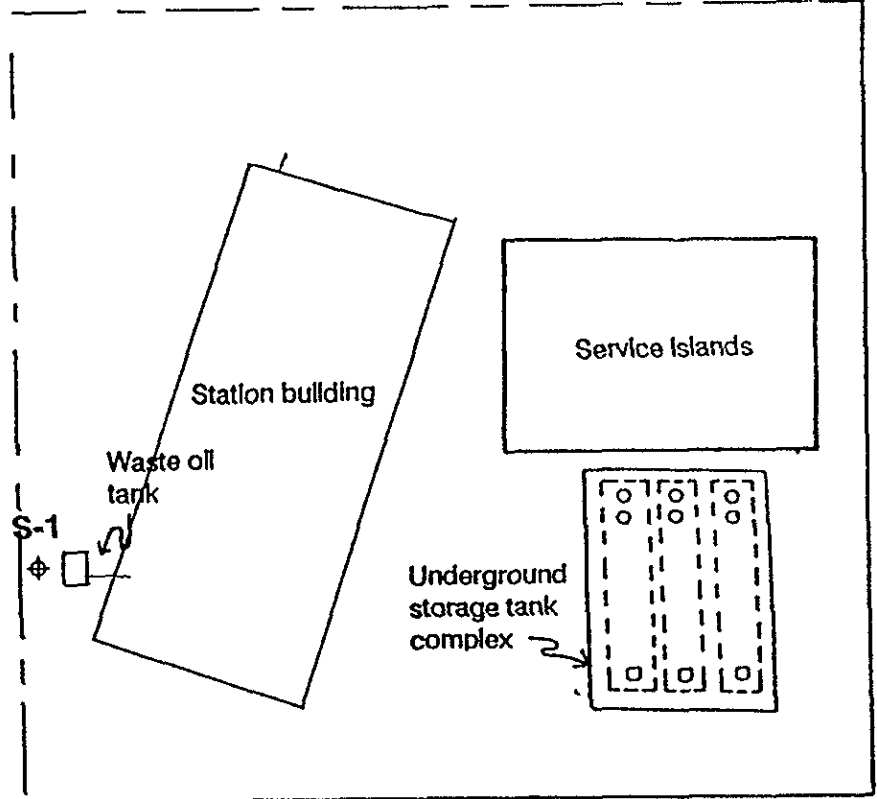 Service Islands
Station building
Waste oil
tank
S-1
Underground
storage tank
complex